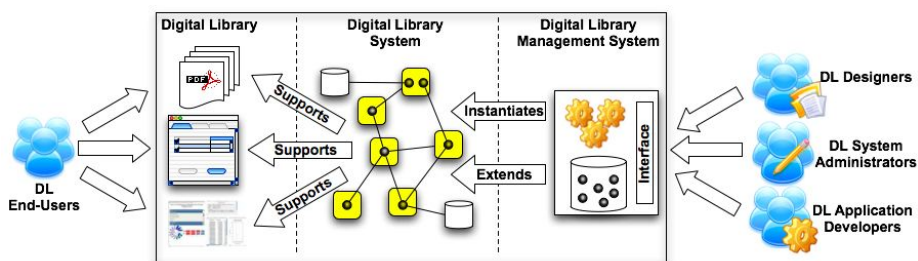 Digital Library
Digital Library
System
Digital Library
Management System
PDF
Supports
Supports
Supports
Instantiates
Extends
Interface
DL
End-Users
DL Designers
DL System
Administrators
DL Application
Developers